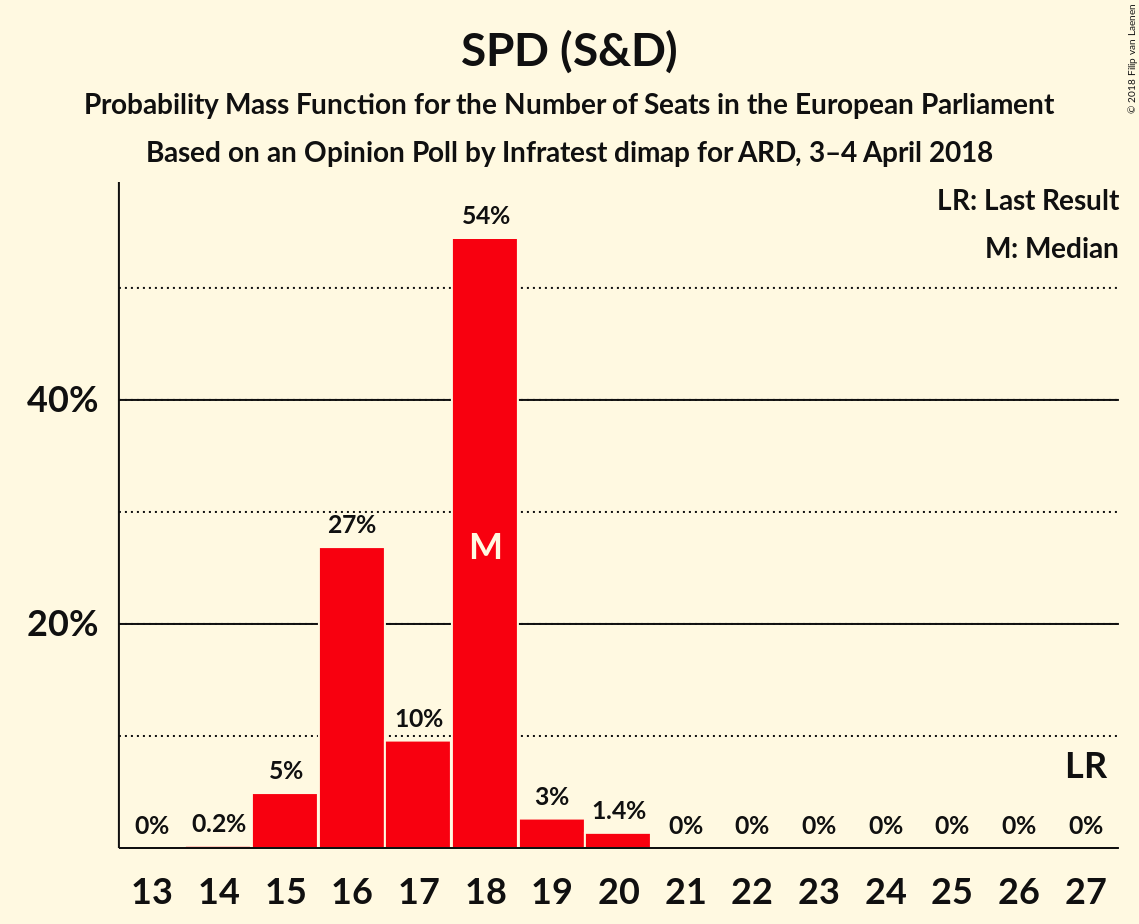 © 2018 Filip van Laenen
SPD (S&D)
Probability Mass Function for the Number of Seats in the European Parliament
Based on an Opinion Poll by Infratest dimap for ARD, 3–4 April 2018
LR: Last Result
M: Median
54%
40%
27%
M
20%
10%
5%
LR
3%
1.4%
0% 0.2% 0% 0% 0% 0% 0% 0% 0%
13 14 15 16 17 18 19 20 21 22 23 24 25 26 27